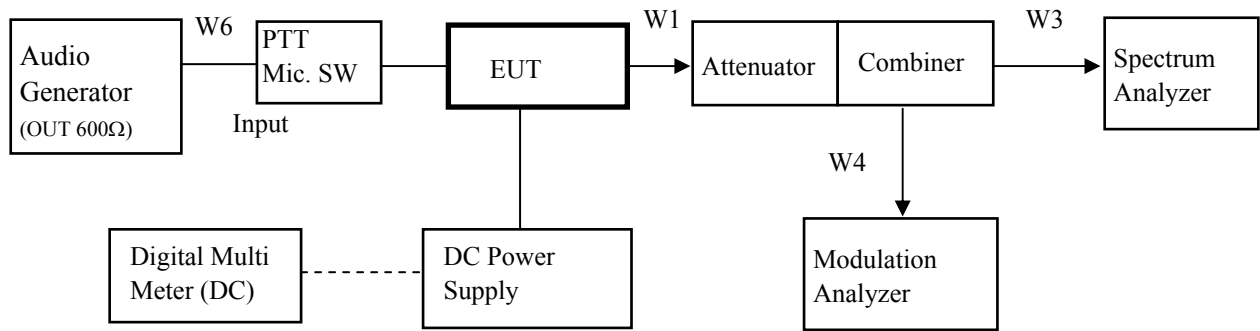 W6
Audio
Generator
(OUT 600Ω)
PTT
Mic. SW
Input
EUT
W1
Attenuator
Combiner
W3
Spectrum
Analyzer
W4
Digital Multi
Meter (DC)
DC Power
Supply
Modulation
Analyzer